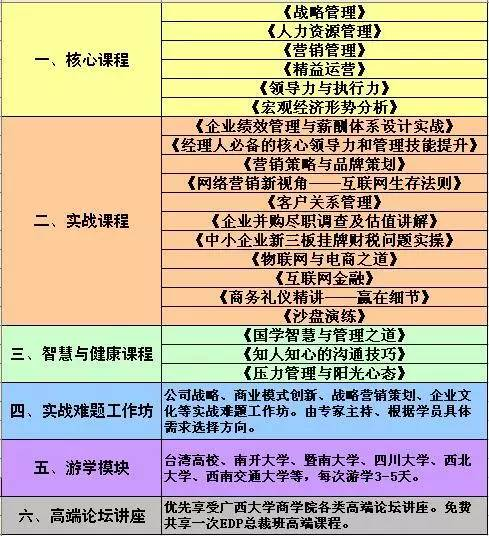 一、核心课程
《战略管理》
《人力资源管理》
《营销管理》
《精益运营》
《领导力与执行力》
《宏观经济形势分析》
二、实战课程
《企业绩效管理与薪酬体系设计实战》
《经理人必备的核心领导力和管理技能提升》
《营销策略与品牌策划》
《网络营销新视角——互联网生存法则》
《客户关系管理》
《企业并购尽职调查及估值讲解》
《中小企业新三板挂牌财税问题实操》
《物联网与电商之道》
《互联网金融》
《商务礼仪精讲——赢在细节》
《沙盘演练》
三、智慧与健康课程
《国学智慧与管理之道》
《知人知心的沟通技巧》
《压力管理与阳光心态》
四、实战难题工作坊
公司战略、商业模式创新、战略营销策划、企业文
化等实战难题工作坊。由专家主持、根据学员具体
需求选择方向。
五、游学模块
台湾高校、南开大学、暨南大学、四川大学、西北
大学、西南交通大学等，每次游学3-5天。
六、高端论坛讲座
优先享受广西大学商学院各类高端论坛讲座。免费
共享一次EDP总裁班高端课程。